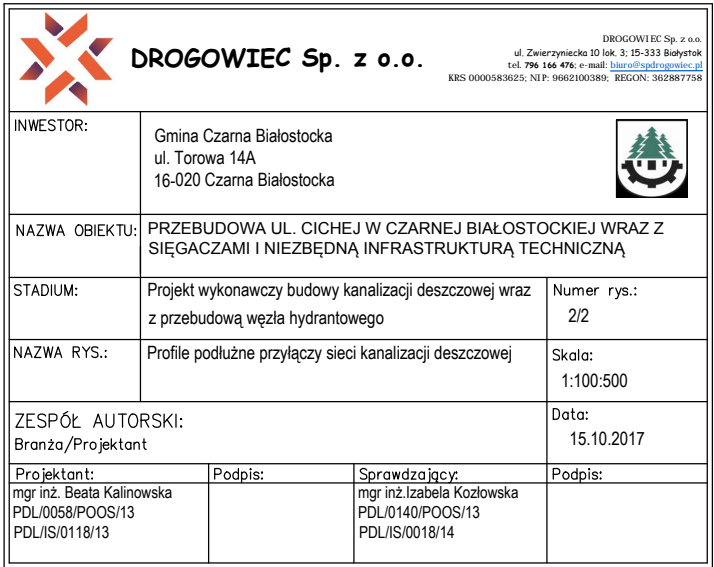 DROGOWIEC Sp. z o.o.
DROGOWIEC Sp. z o.o.
ul. Zwierzyniecka 10 lok. 3; 15-333 Białystok
tel. 796 166 476; e-mail: biuro@spdrogowiec.pl
KRS 0000583625; NIP: 9662100389; REGON: 362887758
INWESTOR:
Gmina Czarna Białostocka
ul. Torowa 14A
16-020 Czarna Białostocka
NAZWA OBIEKTU:
PRZEBUDOWA UL. CICHEJ W CZARNEJ BIAŁOSTOCKIEJ WRAZ Z
SIĘGACZAMI I NIEZBĘDNĄ INFRASTRUKTURĄ TECHNICZNĄ
STADIUM:
Projekt wykonawczy budowy kanalizacji deszczowej wraz
z przebudową węzła hydrantowego
Numer rys.:
2/2
NAZWA RYS.:
Profile podłużne przyłączy sieci kanalizacji deszczowej
Skala:
1:100:500
ZESPÓŁ AUTORSKI:
Branża/Projektant
Data:
15.10.2017
Projektant:
mgr inż. Beata Kalinowska
PDL/0058/POOS/13
PDL/IS/0118/13
Podpis:
Sprawdzający:
mgr inż.Izabela Kozłowska
PDL/0140/POOS/13
PDL/IS/0018/14
Podpis: